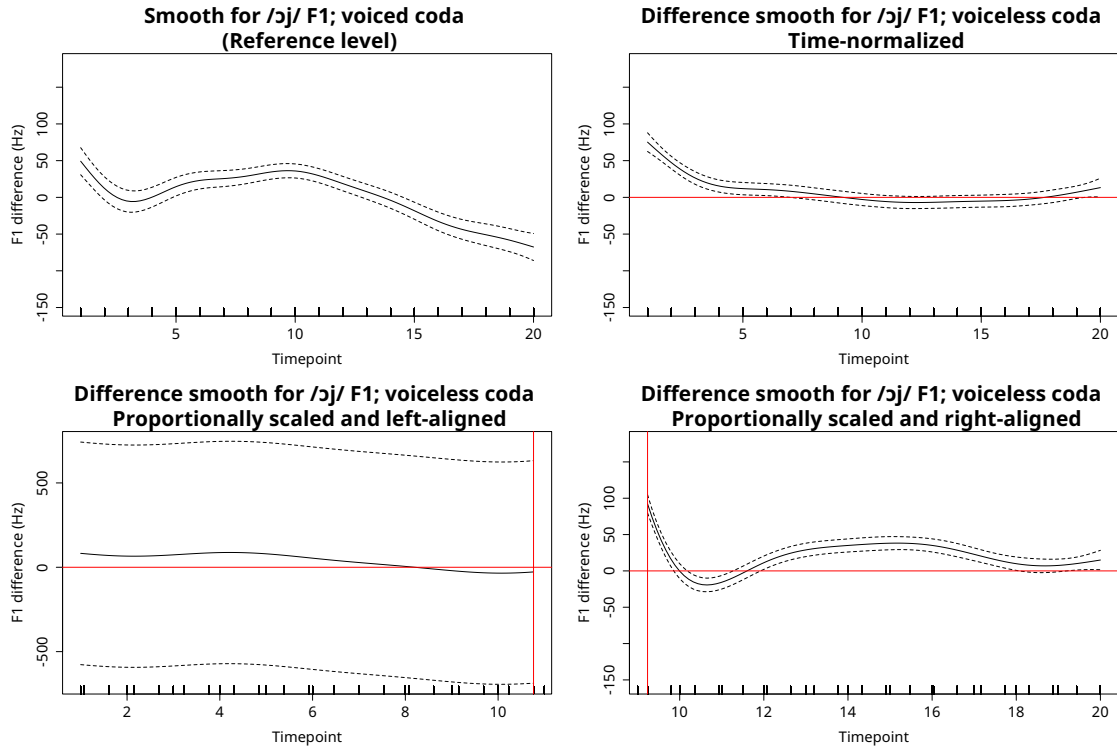 Smooth for /ɔj/ F1; voiced coda
(Reference level)
F1 difference (Hz)
100
50
0
-50
-150
5
10
15
20
Timepoint
Difference smooth for /ɔj/ F1; voiceless coda
Time-normalized
F1 difference (Hz)
100
50
0
-50
-150
5
10
15
20
Timepoint
Difference smooth for /ɔj/ F1; voiceless coda
Proportionally scaled and left-aligned
F1 difference (Hz)
500
0
-500
2
4
6
8
10
Timepoint
Difference smooth for /ɔj/ F1; voiceless coda
Proportionally scaled and right-aligned
F1 difference (Hz)
100
50
0
-50
-150
10
12
14
16
18
20
Timepoint